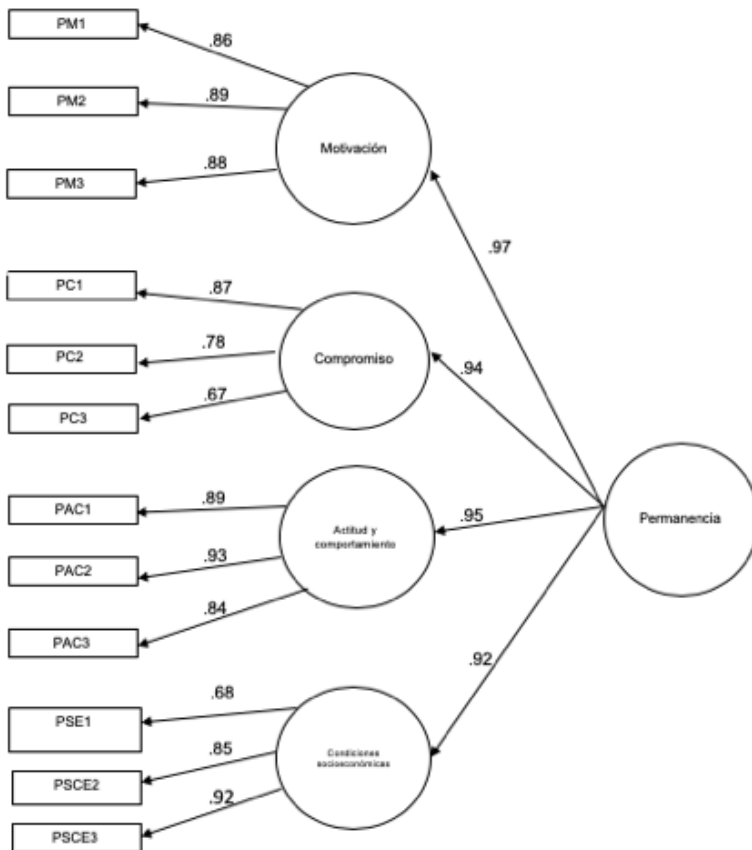 PM1
.86
PM2
.89
Motivación
PM3
.88
.97
PC1
.87
PC2
.78
Compromiso
.94
PC3
.67
PAC1
.89
.95
Permanencia
Actitud y
comportamiento
PAC2
.93
PAC3
.84
.92
PSE1
.68
Condiciones
socioeconómicas
PSCE2
.85
PSCE3
.92